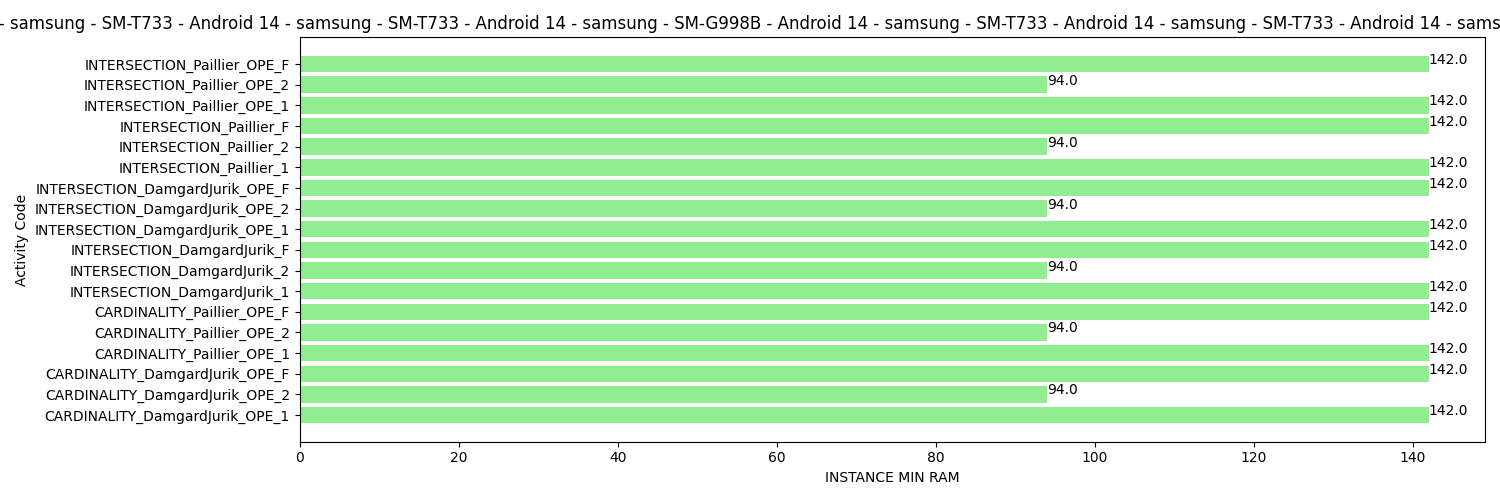 - samsung - SM-T733 - Android 14 - samsung - SM-T733 - Android 14 - samsung - SM-G998B - Android 14 - samsung - SM-T733 - Android 14 - samsung - SM-T733 - Android 14 - sams
INTERSECTION_Paillier_OPE_F 142.0
INTERSECTION_Paillier_OPE_2 94.0
INTERSECTION_Paillier_OPE_1 142.0
INTERSECTION_Paillier_F 142.0
INTERSECTION_Paillier_2 94.0
INTERSECTION_Paillier_1 142.0
INTERSECTION_DamgardJurik_OPE_F 142.0
INTERSECTION_DamgardJurik_OPE_2 94.0
INTERSECTION_DamgardJurik_OPE_1 142.0
INTERSECTION_DamgardJurik_F 142.0
INTERSECTION_DamgardJurik_2 94.0
INTERSECTION_DamgardJurik_1 142.0
CARDINALITY_Paillier_OPE_F 142.0
CARDINALITY_Paillier_OPE_2 94.0
CARDINALITY_Paillier_OPE_1 142.0
CARDINALITY_DamgardJurik_OPE_F 142.0
CARDINALITY_DamgardJurik_OPE_2 94.0
CARDINALITY_DamgardJurik_OPE_1 142.0
Activity Code
0 20 40 60 80 100 120 140
INSTANCE MIN RAM